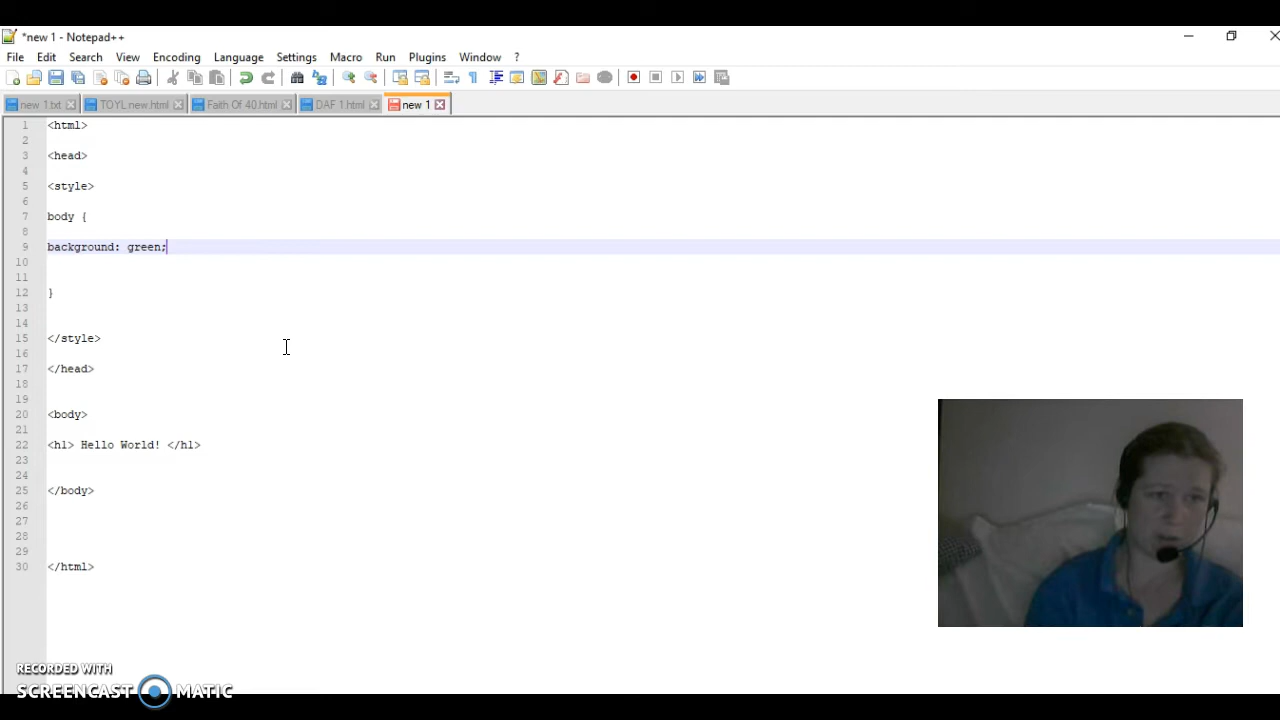 *new 1 - Notepad++
File Edit Search View Encoding Language Settings Macro Run Plugins Window ?
new 1.txt TOYL new.html Faith Of 40.html DAF 1.html new 1
1 <html>
2
3 <head>
4
5 <style>
6
7 body {
8
9 background: green;
10
11
12 }
13
14
15 </style>
16
17 </head>
18
19
20 <body>
21
22 <h1> Hello World! </h1>
23
24
25 </body>
26
27
28
29
30 </html>
RECORDED WITH
SCREENCAST MATIC